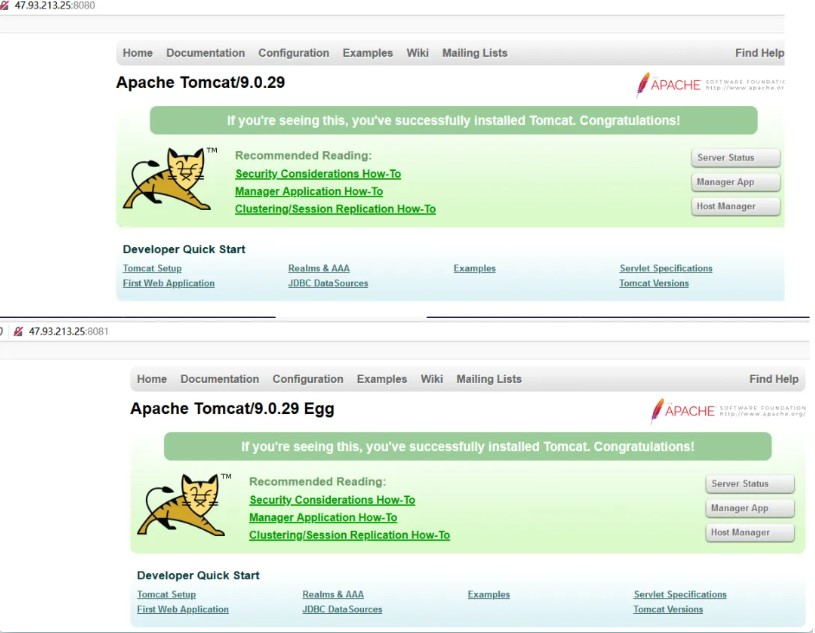 47.93.213.25:8080
Home Documentation Configuration Examples Wiki Mailing Lists Find Help
Apache Tomcat/9.0.29
APACHE SOFTWARE FOUNDATI
http://www.apache.or
If you're seeing this, you've successfully installed Tomcat. Congratulations!
TM
Recommended Reading:
Security Considerations How-To
Manager Application How-To
Clustering/Session Replication How-To
Server Status
Manager App
Host Manager
Developer Quick Start
Tomcat Setup Realms & AAA Examples Servlet Specifications
First Web Application JDBC DataSources Tomcat Versions
47.93.213.25:8081
Home Documentation Configuration Examples Wiki Mailing Lists Find Help
Apache Tomcat/9.0.29 Egg
APACHE SOFTWARE FOUNDATION
http://www.apache.org/
If you're seeing this, you've successfully installed Tomcat. Congratulations!
TM
Recommended Reading:
Security Considerations How-To
Manager Application How-To
Clustering/Session Replication How-To
Server Status
Manager App
Host Manager
Developer Quick Start
Tomcat Setup Realms & AAA Examples Servlet Specifications
First Web Application JDBC DataSources Tomcat Versions